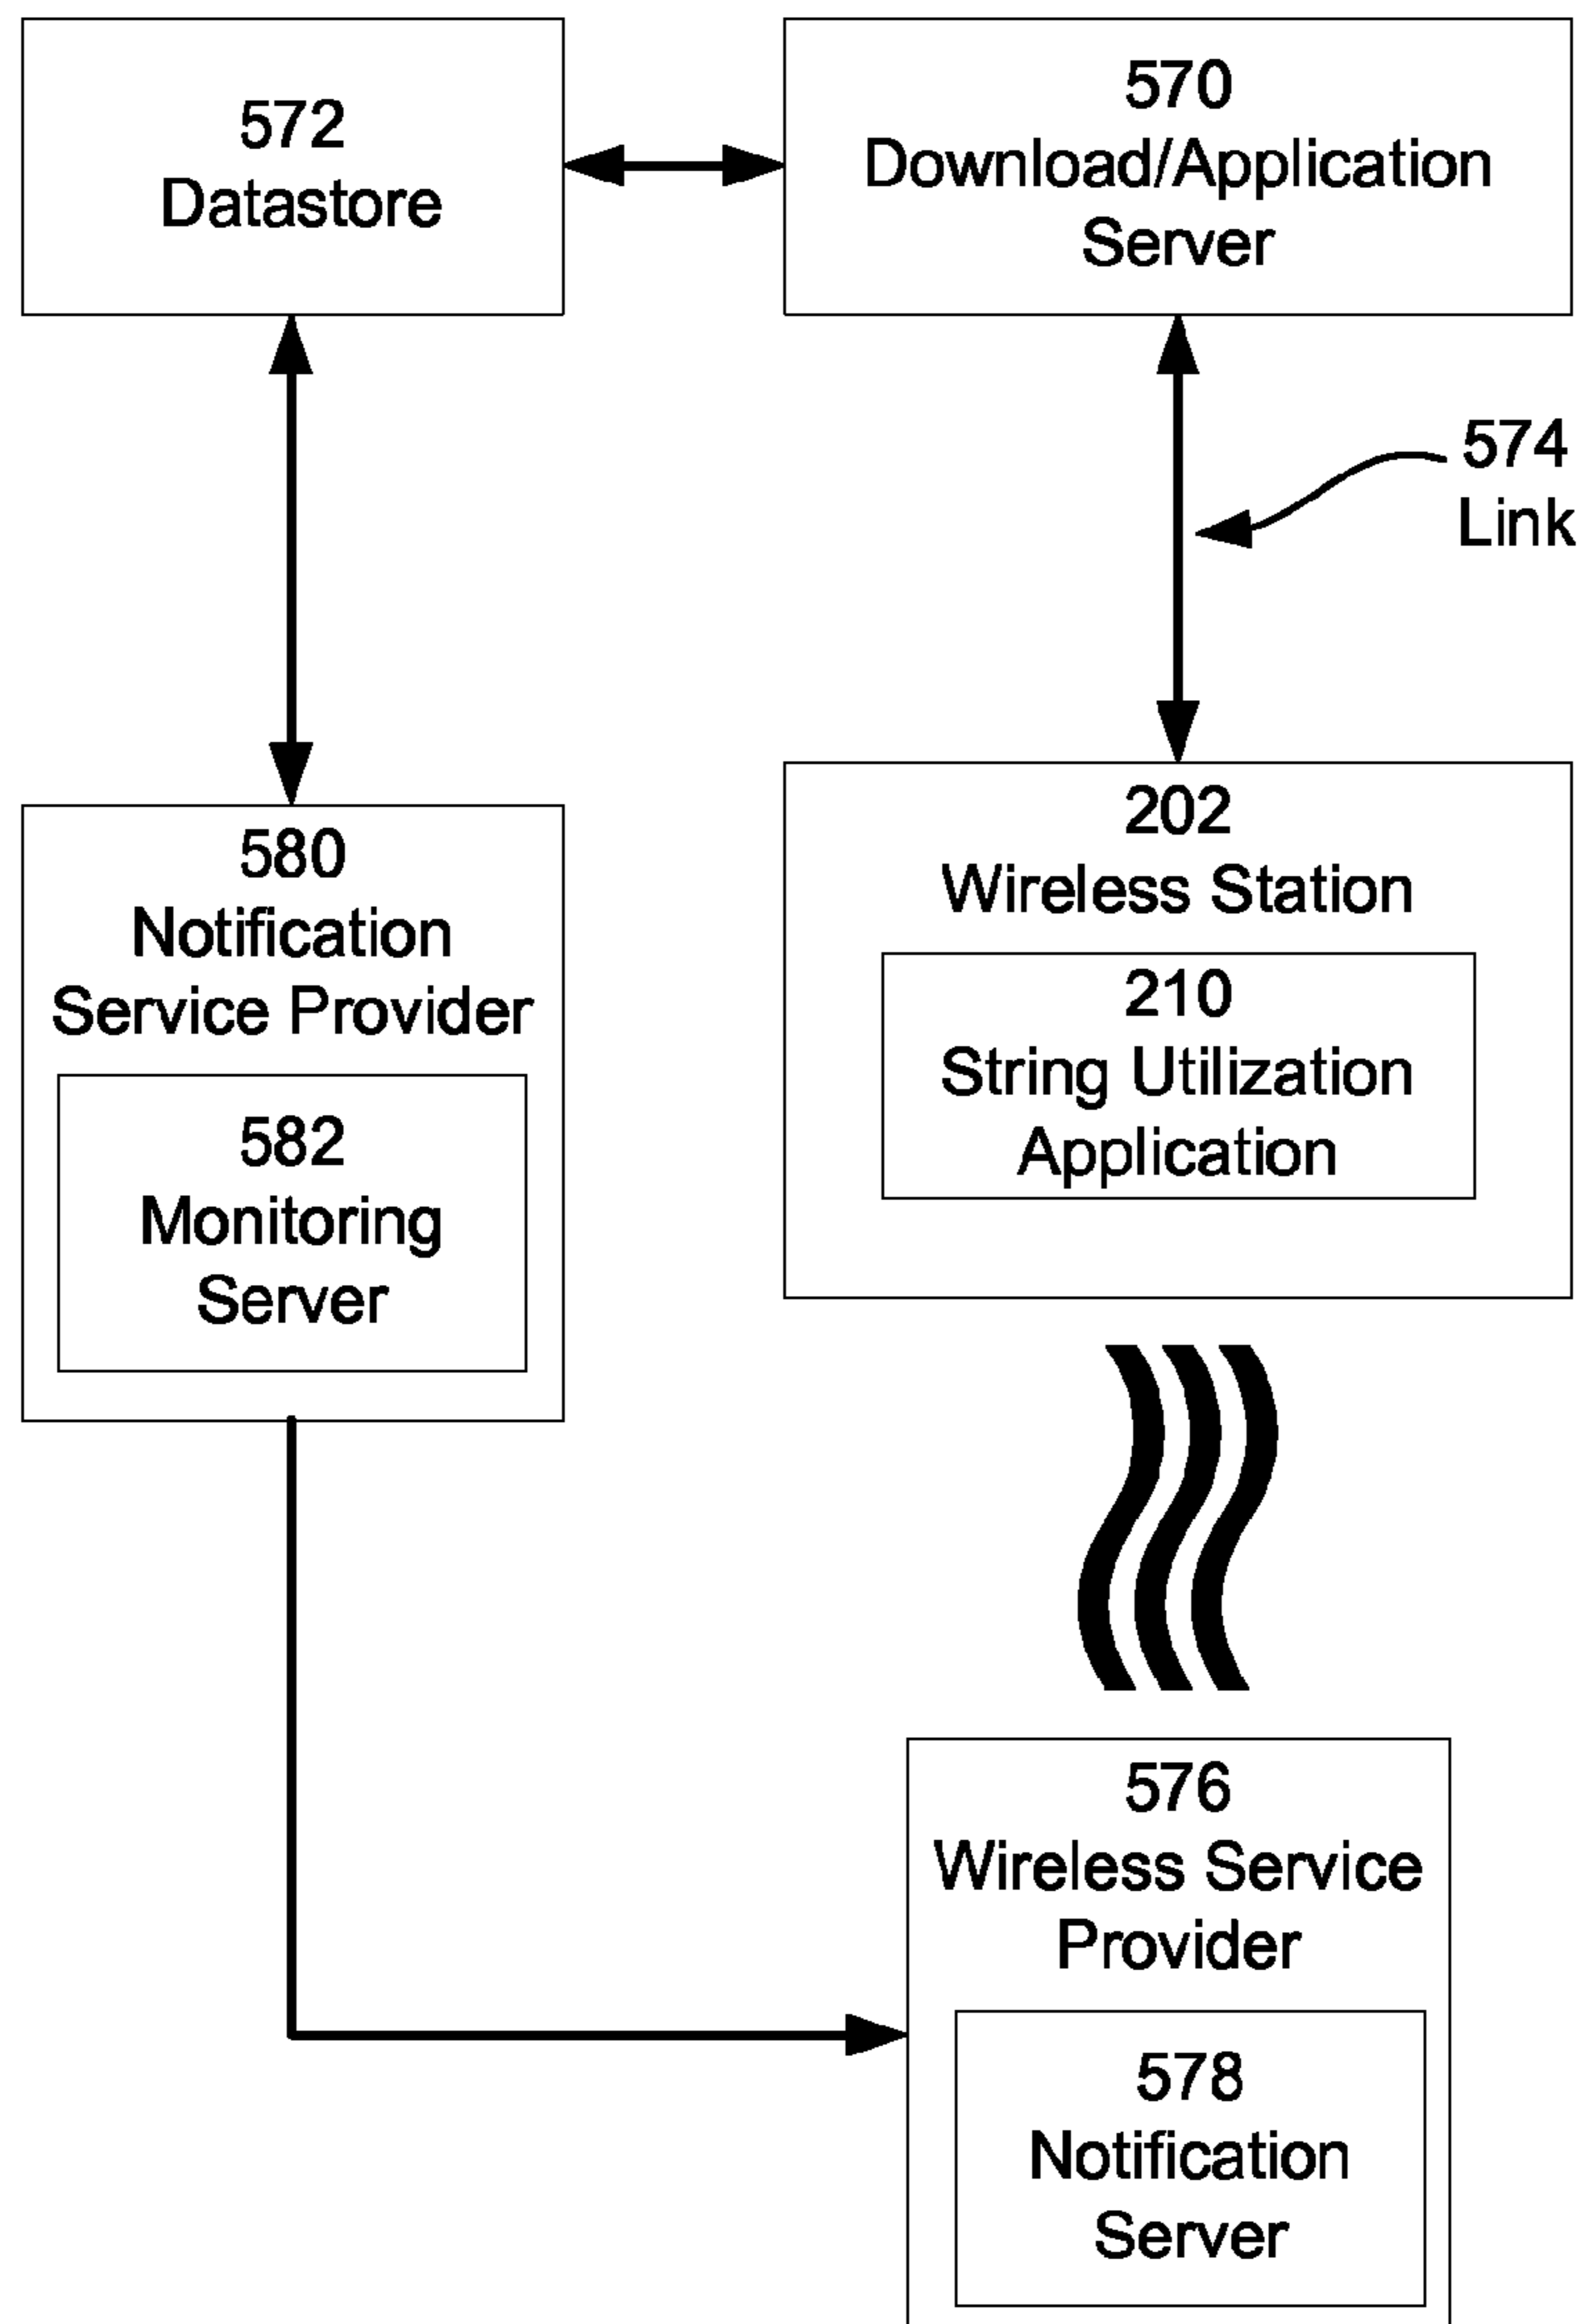 572
Datastore
570
Download/Application
Server
574
Link
580
Notification
Service Provider
582
Monitoring
Server
202
Wireless Station
210
String Utilization
Application
576
Wireless Service
Provider
578
Notification
Server